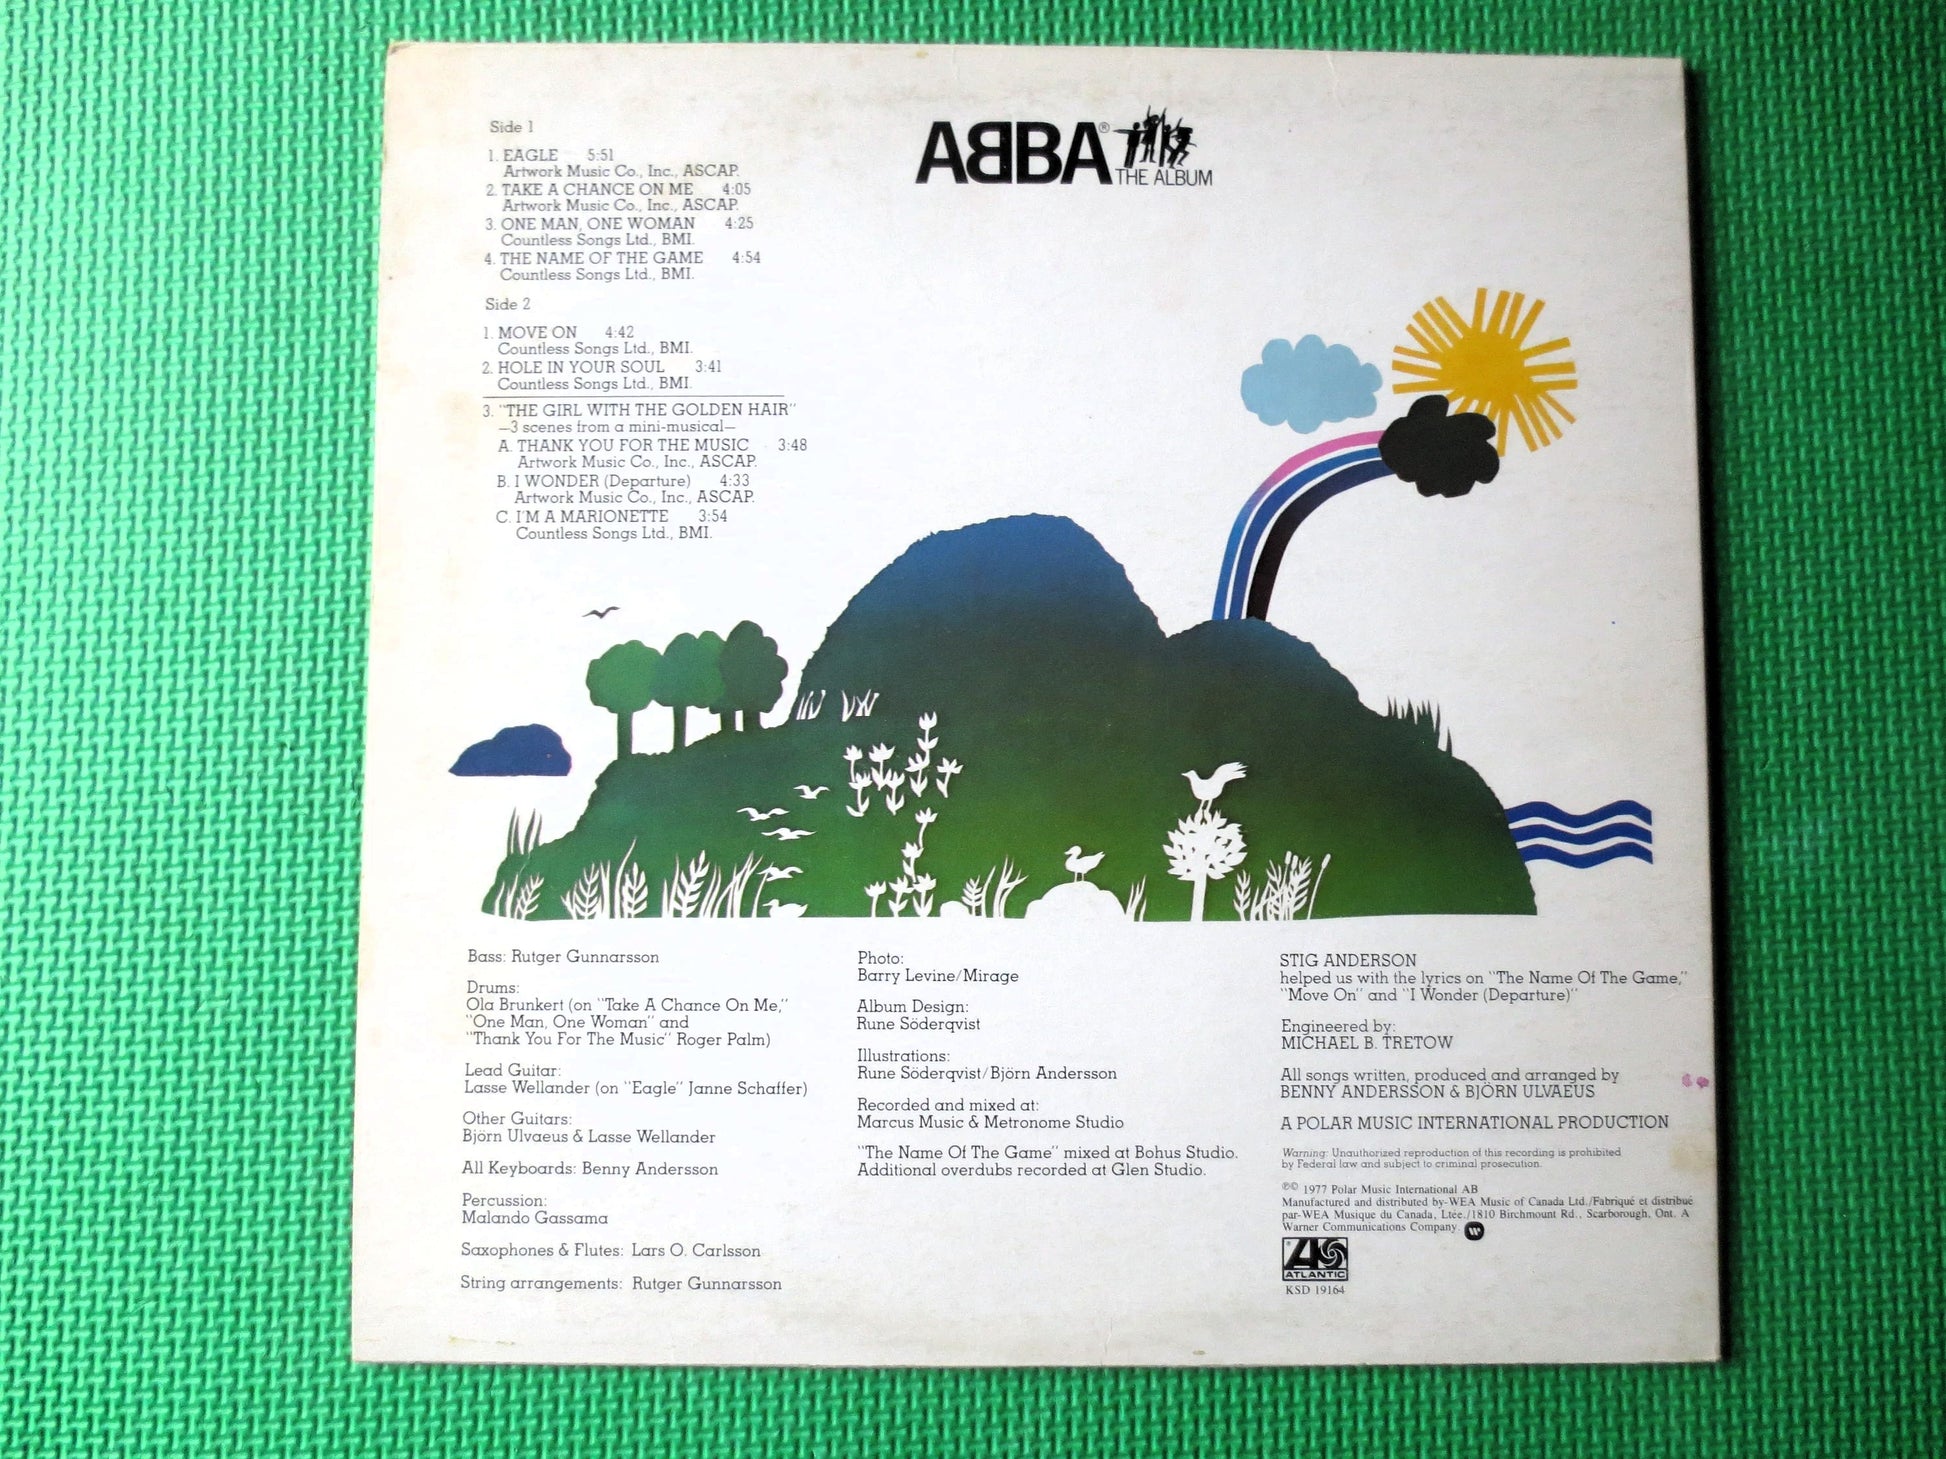 ABBA®
THE ALBUM
Side 1
1. EAGLE 5:51
Artwork Music Co., Inc., ASCAP.
2. TAKE A CHANCE ON ME 4:05
Artwork Music Co., Inc., ASCAP.
3. ONE MAN, ONE WOMAN 4:25
Countless Songs Ltd., BMI.
4. THE NAME OF THE GAME 4:54
Countless Songs Ltd., BMI.
Side 2
1. MOVE ON 4:42
Countless Songs Ltd., BMI.
2. HOLE IN YOUR SOUL 3:41
Countless Songs Ltd., BMI.
3. "THE GIRL WITH THE GOLDEN HAIR"
—3 scenes from a mini-musical—
A. THANK YOU FOR THE MUSIC 3:48
Artwork Music Co., Inc., ASCAP.
B. I WONDER (Departure) 4:33
Artwork Music Co., Inc., ASCAP.
C. I'M A MARIONETTE 3:54
Countless Songs Ltd., BMI.
Bass: Rutger Gunnarsson
Drums:
Ola Brunkert (on "Take A Chance On Me,"
"One Man, One Woman" and
"Thank You For The Music" Roger Palm)
Lead Guitar:
Lasse Wellander (on "Eagle" Janne Schaffer)
Other Guitars:
Björn Ulvaeus & Lasse Wellander
All Keyboards: Benny Andersson
Percussion:
Malando Gassama
Saxophones & Flutes: Lars O. Carlsson
String arrangements: Rutger Gunnarsson
Photo:
Barry Levine/Mirage
Album Design:
Rune Söderqvist
Illustrations:
Rune Söderqvist/Björn Andersson
Recorded and mixed at:
Marcus Music & Metronome Studio
"The Name Of The Game" mixed at Bohus Studio.
Additional overdubs recorded at Glen Studio.
STIG ANDERSON
helped us with the lyrics on "The Name Of The Game,"
"Move On" and "I Wonder (Departure)"
Engineered by:
MICHAEL B. TRETOW
All songs written, produced and arranged by
BENNY ANDERSSON & BJÖRN ULVAEUS
A POLAR MUSIC INTERNATIONAL PRODUCTION
Warning: Unauthorized reproduction of this recording is prohibited
by Federal law and subject to criminal prosecution.
℗© 1977 Polar Music International AB
Manufactured and distributed by-WEA Music of Canada Ltd./Fabriqué et distribué
par-WEA Musique du Canada, Ltée./1810 Birchmount Rd., Scarborough, Ont. A
Warner Communications Company.
ATLANTIC
KSD 19164